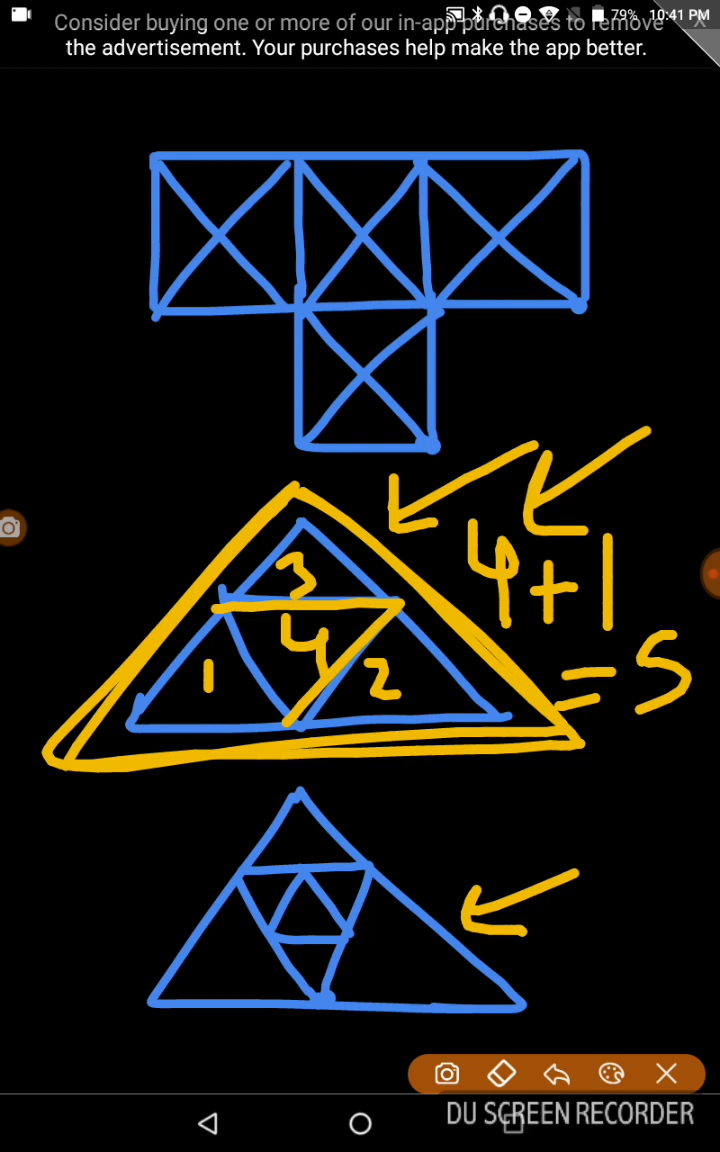 79% 10:41 PM
Consider buying one or more of our in-app purchases to remove X
the advertisement. Your purchases help make the app better.
3
4+1
4
1 2
=5
DU SCREEN RECORDER